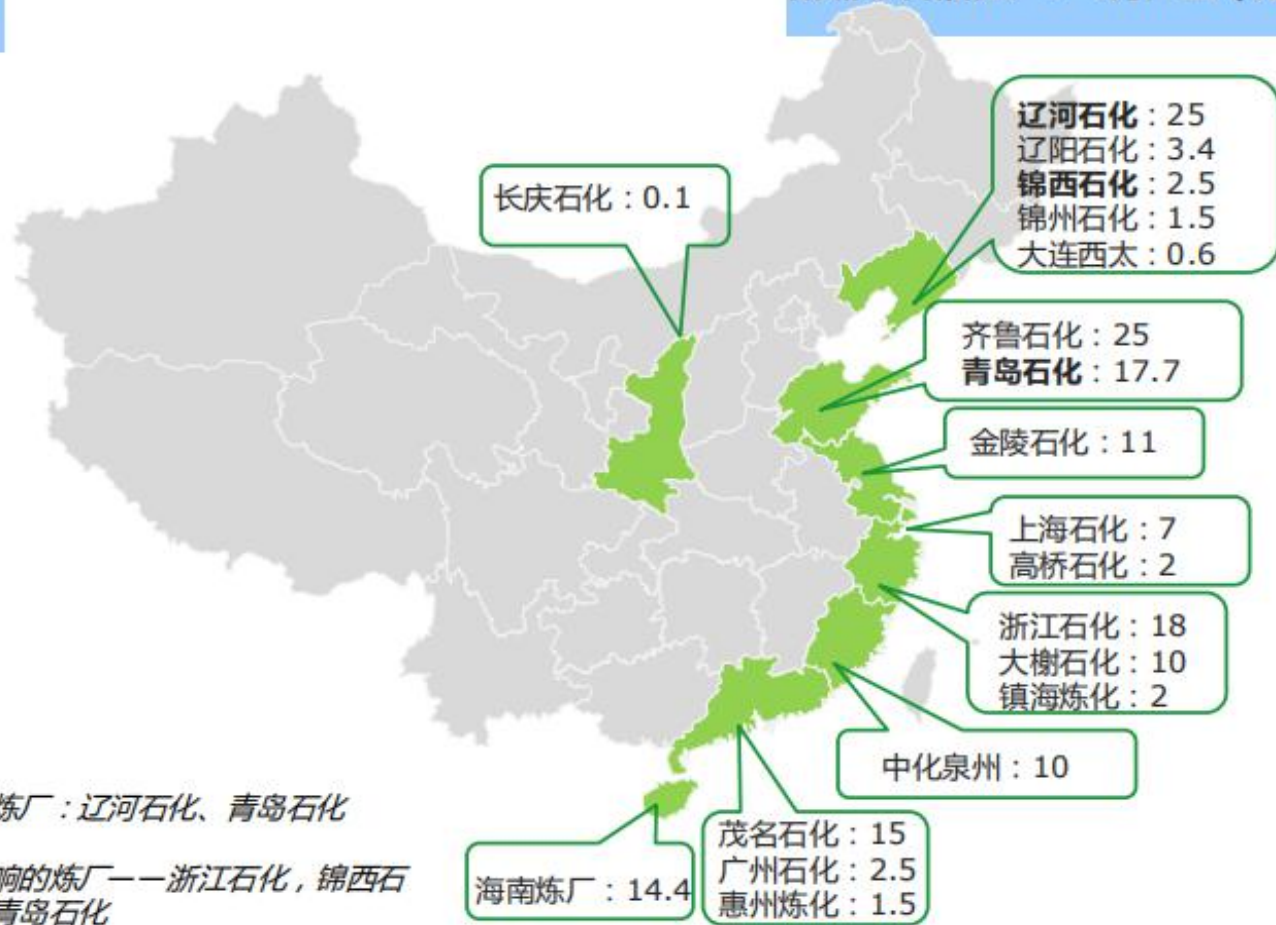 辽河石化：25
辽阳石化：3.4
锦西石化：2.5
锦州石化：1.5
大连西太：0.6
长庆石化：0.1
齐鲁石化：25
青岛石化：17.7
金陵石化：11
上海石化：7
高桥石化：2
浙江石化：18
大榭石化：10
镇海炼化：2
中化泉州：10
茂名石化：15
广州石化：2.5
惠州炼化：1.5
海南炼厂：14.4
炼厂：辽河石化、青岛石化
响的炼厂——浙江石化，锦西石
青岛石化